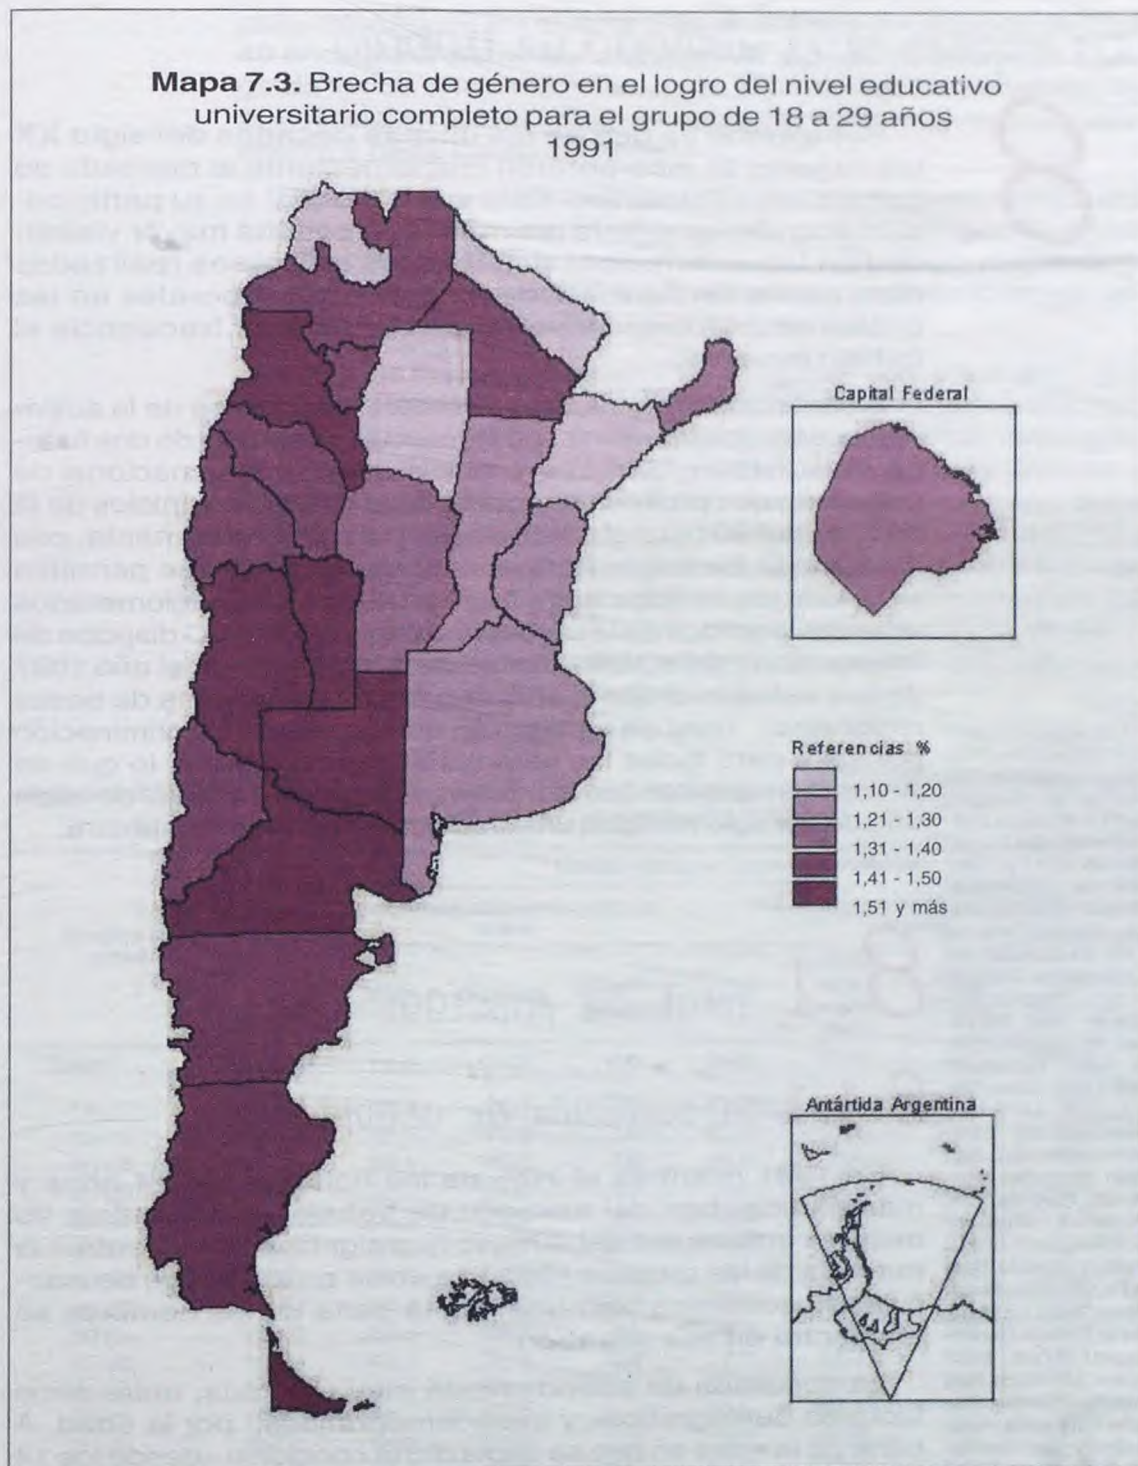 Mapa 7.3. Brecha de género en el logro del nivel educativo
universitario completo para el grupo de 18 a 29 años
1991
Capital Federal
Referencias %
1,10 - 1,20
1,21 - 1,30
1,31 - 1,40
1,41 - 1,50
1,51 y más
Antártida Argentina